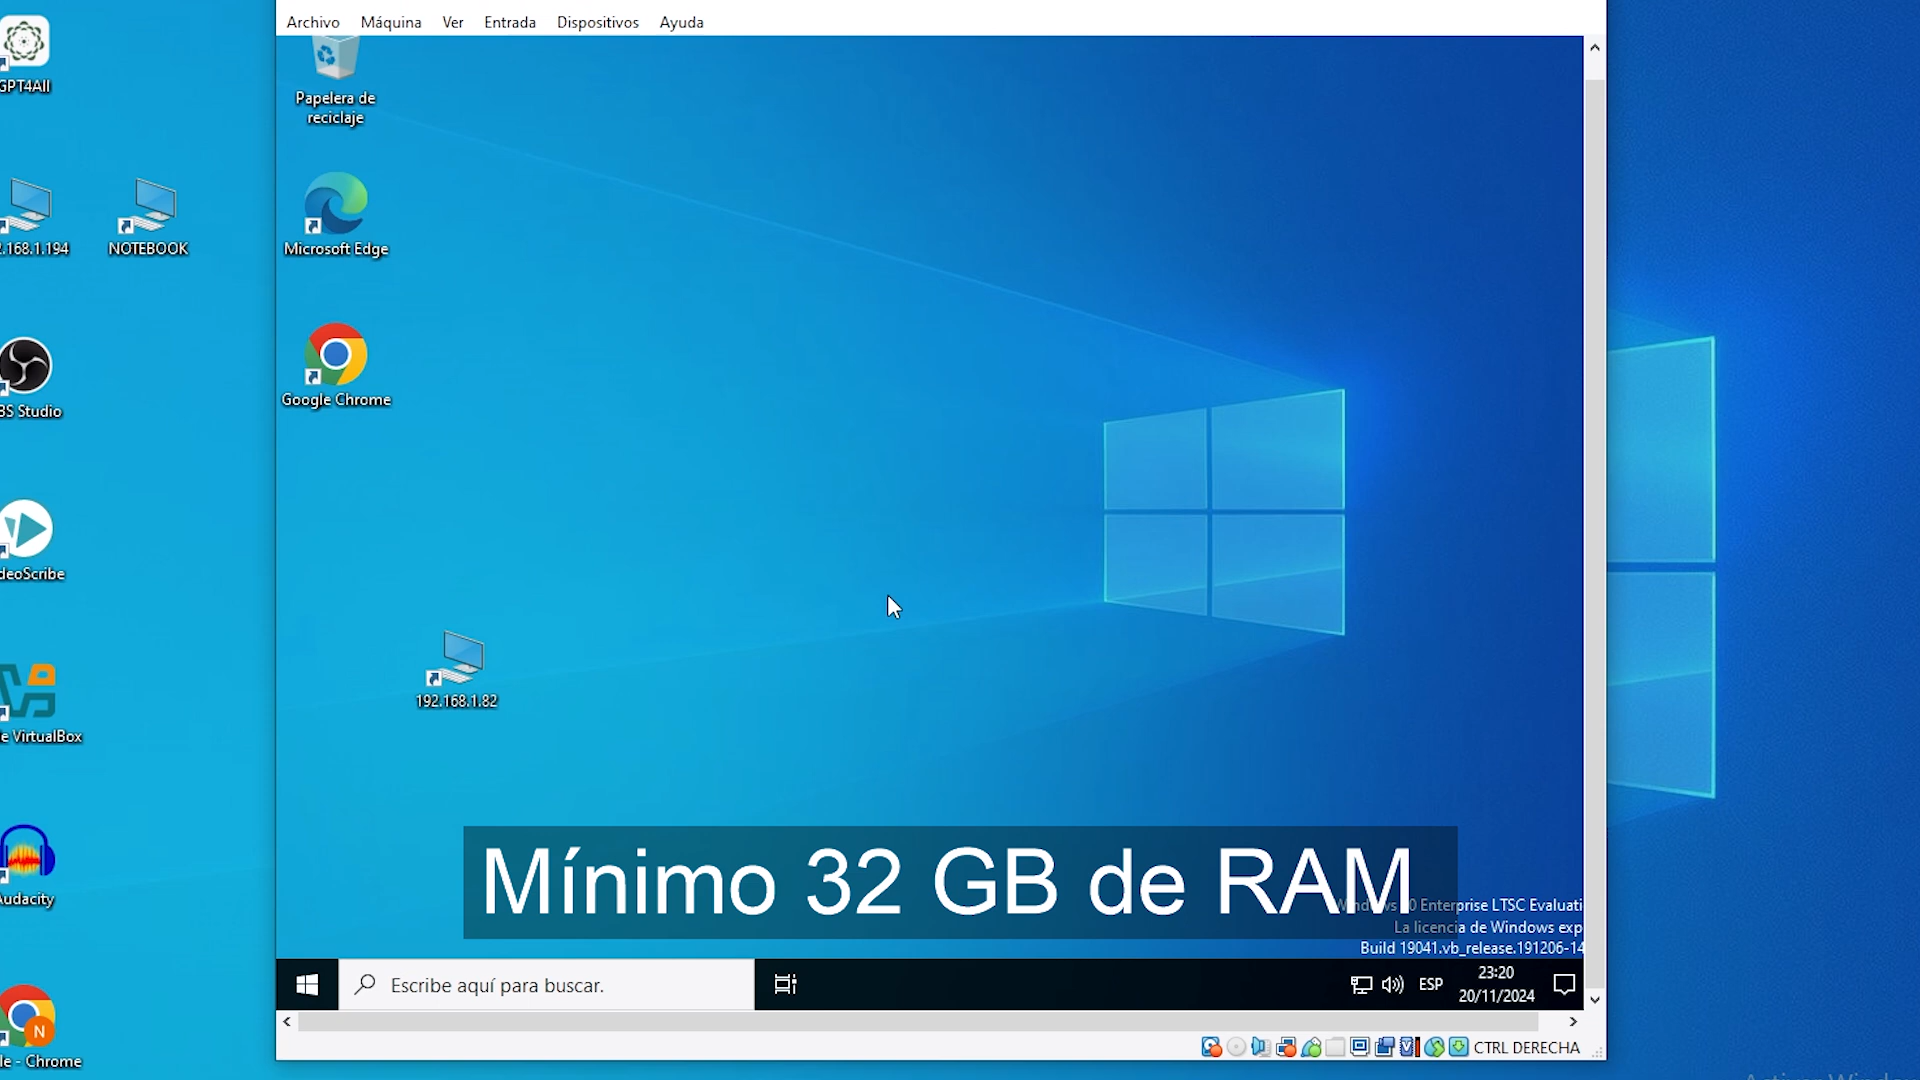 Archivo Máquina Ver Entrada Dispositivos Ayuda
GPT4All
Papelera de
reciclaje
.168.1.194
NOTEBOOK
Microsoft Edge
BS Studio
Google Chrome
deoScribe
192.168.1.82
e VirtualBox
Mínimo 32 GB de RAM
Audacity
Enterprise LTSC Evaluati
La licencia de Windows exp
Build 19041.vb_release.191206-14
Escribe aquí para buscar.
ESP
23:20
20/11/2024
N
le - Chrome
CTRL DERECHA